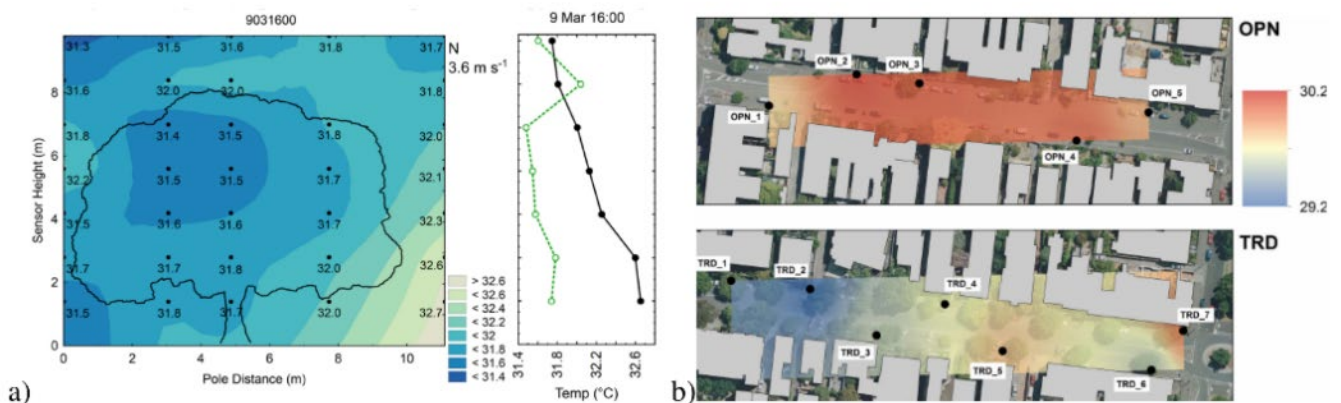 9031600
31.3 31.5 31.6 31.8 31.7
31.6 32.0 32.0 31.8
31.8 31.4 31.5 31.8 32.0
32.2 31.5 31.5 31.7 32.1
31.5 31.6 31.6 31.7 32.3
31.7 31.7 31.8 32.0 32.6
31.5 31.8 31.7 32.0 32.7
8
6
4
2
0
Sensor Height (m)
0 2 4 6 8 10
Pole Distance (m)
N
3.6 m s-1
> 32.6
< 32.6
< 32.4
< 32.2
< 32.0
< 31.8
< 31.6
< 31.4
9 Mar 16:00
31.4 31.8 32.2 32.6
Temp (°C)
a)
b)
OPN
OPN_1
OPN_2
OPN_3
OPN_4
OPN_5
30.2
29.2
TRD
TRD_1
TRD_2
TRD_3
TRD_4
TRD_5
TRD_6
TRD_7